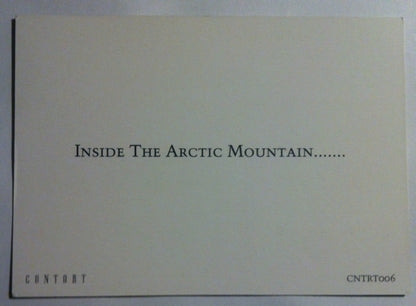 Inside The Arctic Mountain.......
CONTORT
CNTRT006